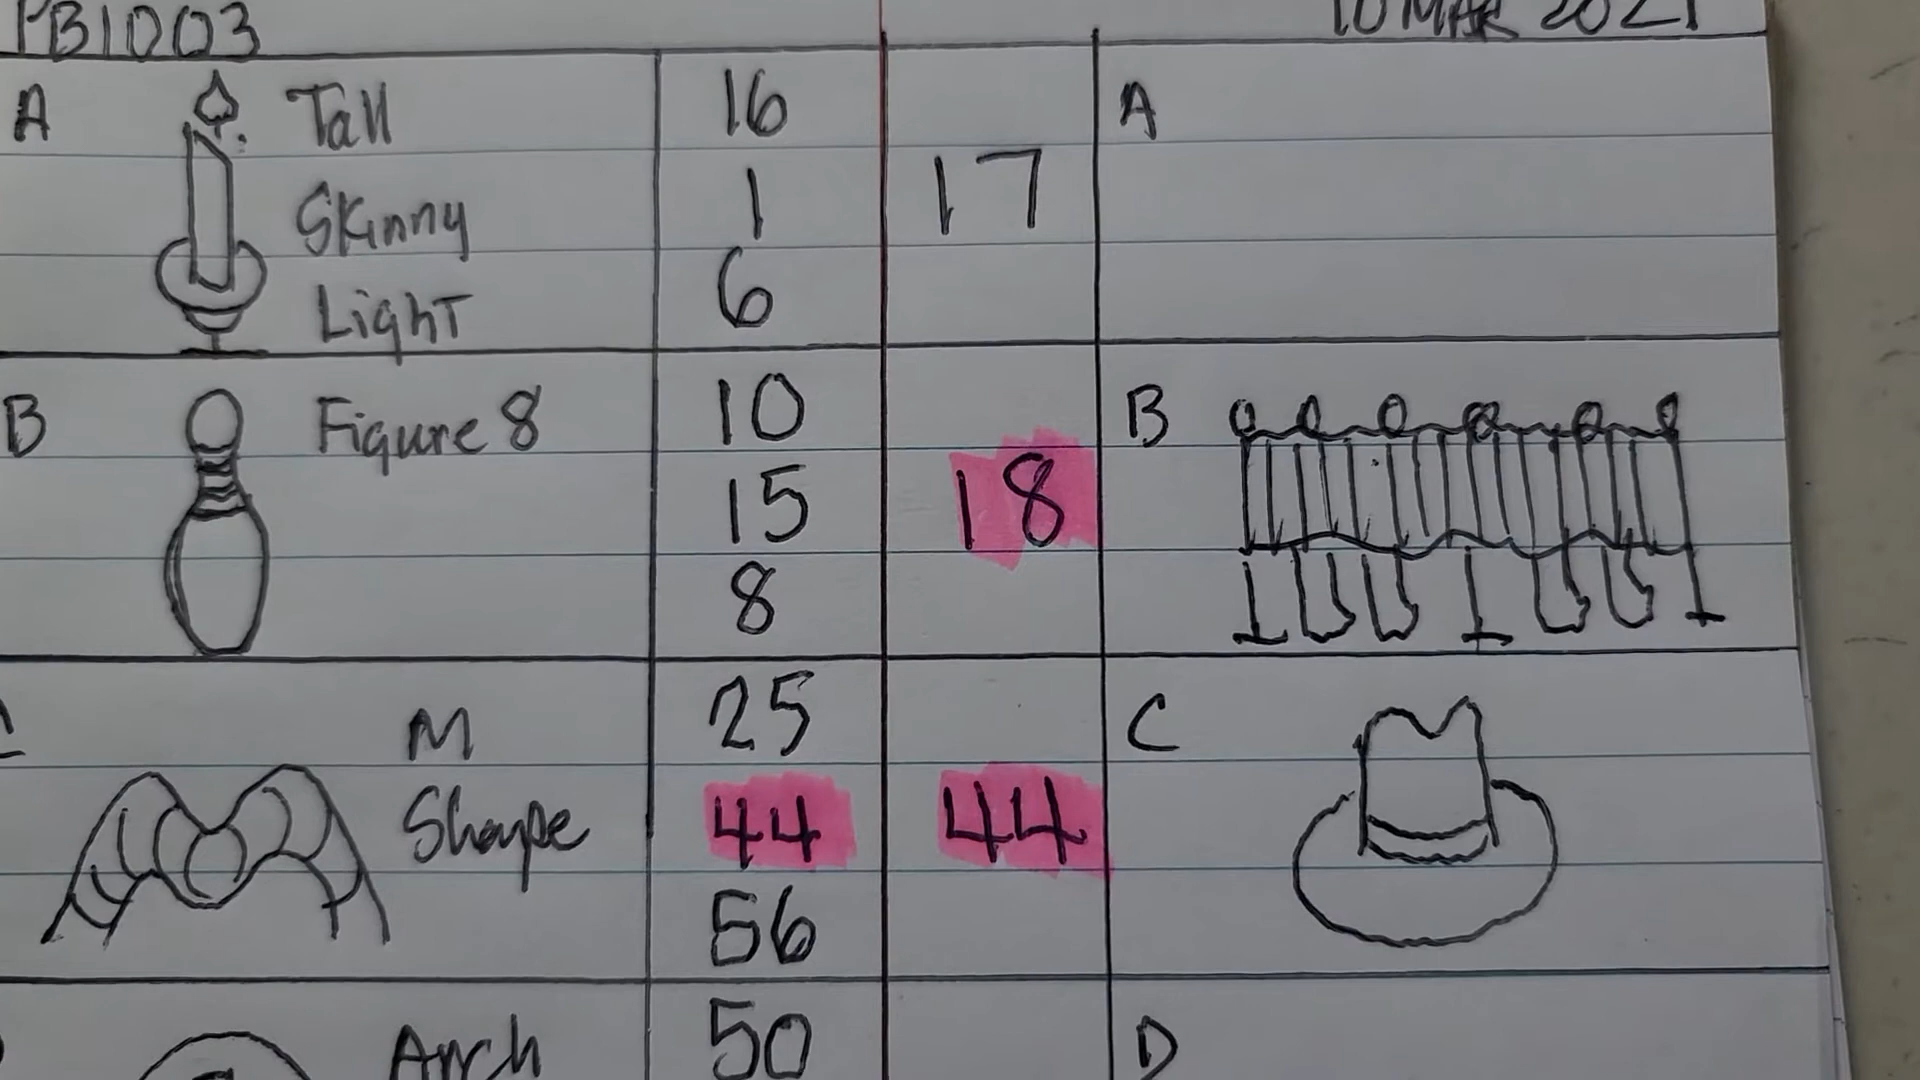 PB1003 10 MAR 2021
A Tall 16 A
Skinny 1 17
Light 6
B Figure 8 10 B
15 18
8
M 25 C
Shape 44 44
56
Arch 50 D